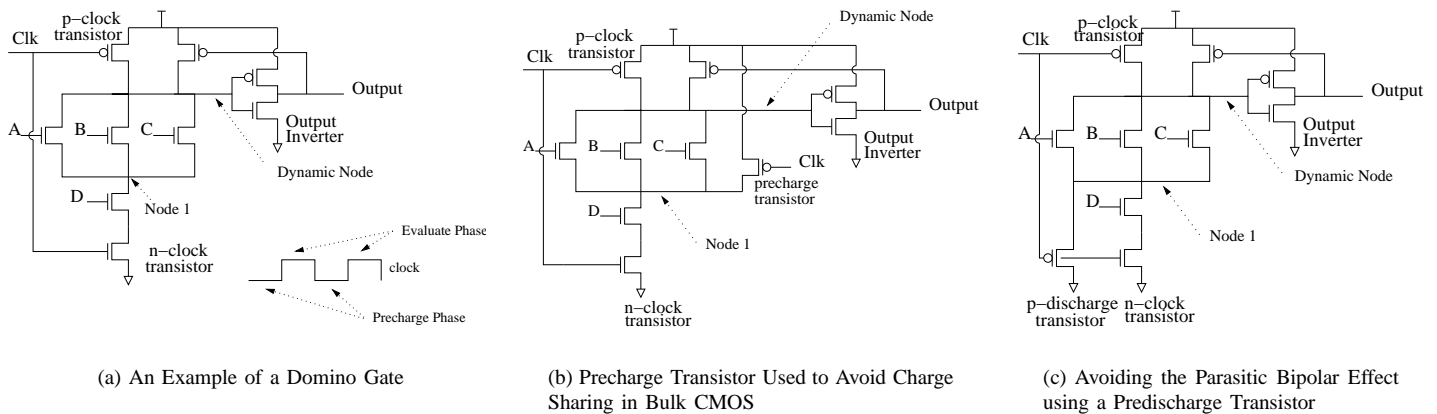 p−clock
transistor
Clk
Output
A
B
C
Output
Inverter
Dynamic Node
D
Node 1
n−clock
transistor
Evaluate Phase
clock
Precharge Phase
(a) An Example of a Domino Gate
Dynamic Node
p−clock
transistor
Clk
Output
A
B
C
Output
Inverter
Clk
precharge
transistor
D
Node 1
n−clock
transistor
(b) Precharge Transistor Used to Avoid Charge
Sharing in Bulk CMOS
p−clock
transistor
Clk
Output
A
B
C
Output
Inverter
Dynamic Node
D
Node 1
p−discharge
transistor
n−clock
transistor
(c) Avoiding the Parasitic Bipolar Effect
using a Predischarge Transistor